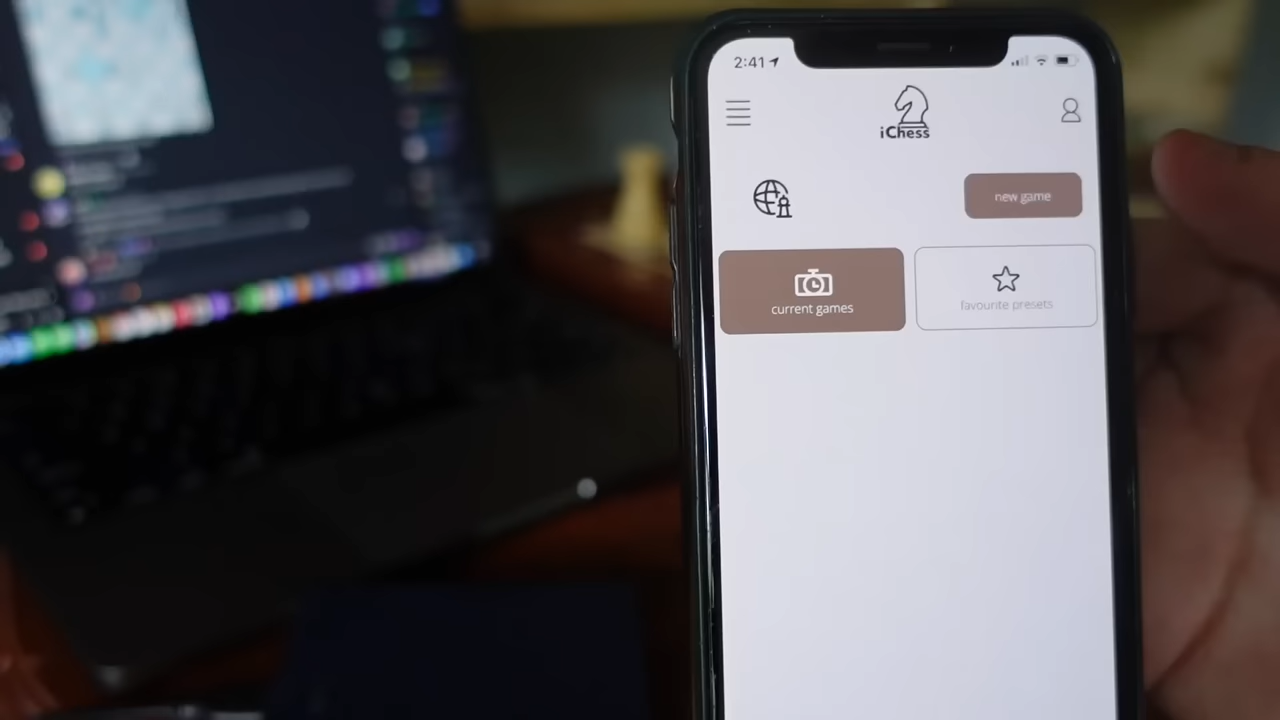 2:41
iChess
new game
current games
favourite presets